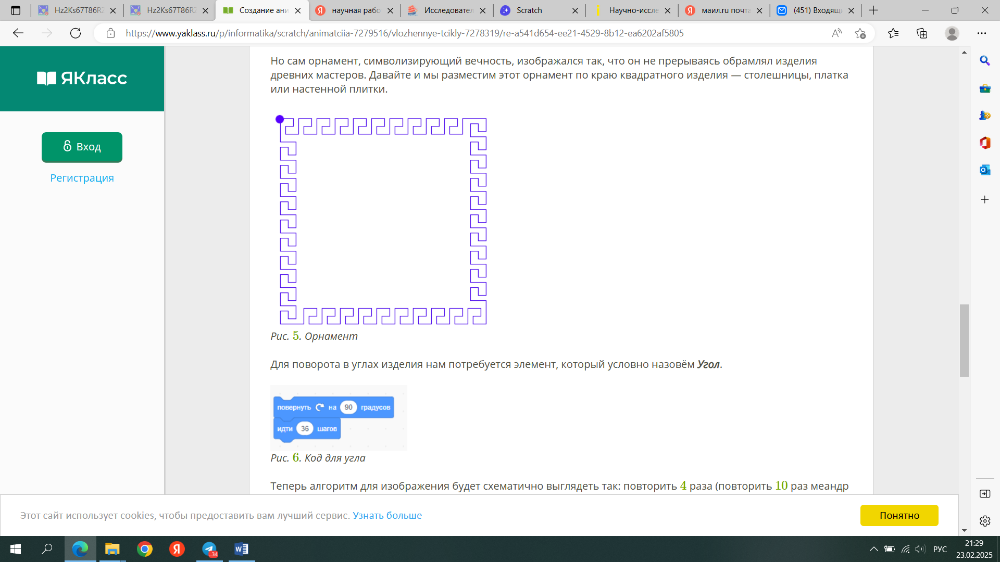 Hz2Ks67T86RZ
Hz2Ks67T86RZ
Создание ани
научная рабо
Исследовател
Scratch
Научно-иссле
маил.ru почта
(451) Входящи
https://www.yaklass.ru/p/informatika/scratch/animatciia-7279516/vlozhennye-tcikly-7278319/re-a541d654-ee21-4529-8b12-ea6202af5805
ЯКласс
Вход
Регистрация
Но сам орнамент, символизирующий вечность, изображался так, что он не прерываясь обрамлял изделия
древних мастеров. Давайте и мы разместим этот орнамент по краю квадратного изделия — столешницы, платка
или настенной плитки.
Рис. 5. Орнамент
Для поворота в углах изделия нам потребуется элемент, который условно назовём Угол.
повернуть на 90 градусов
идти 36 шагов
Рис. 6. Код для угла
Теперь алгоритм для изображения будет схематично выглядеть так: повторить 4 раза (повторить 10 раз меандр
Этот сайт использует cookies, чтобы предоставить вам лучший сервис. Узнать больше
Понятно
..34
РУС
21:29
23.02.2025